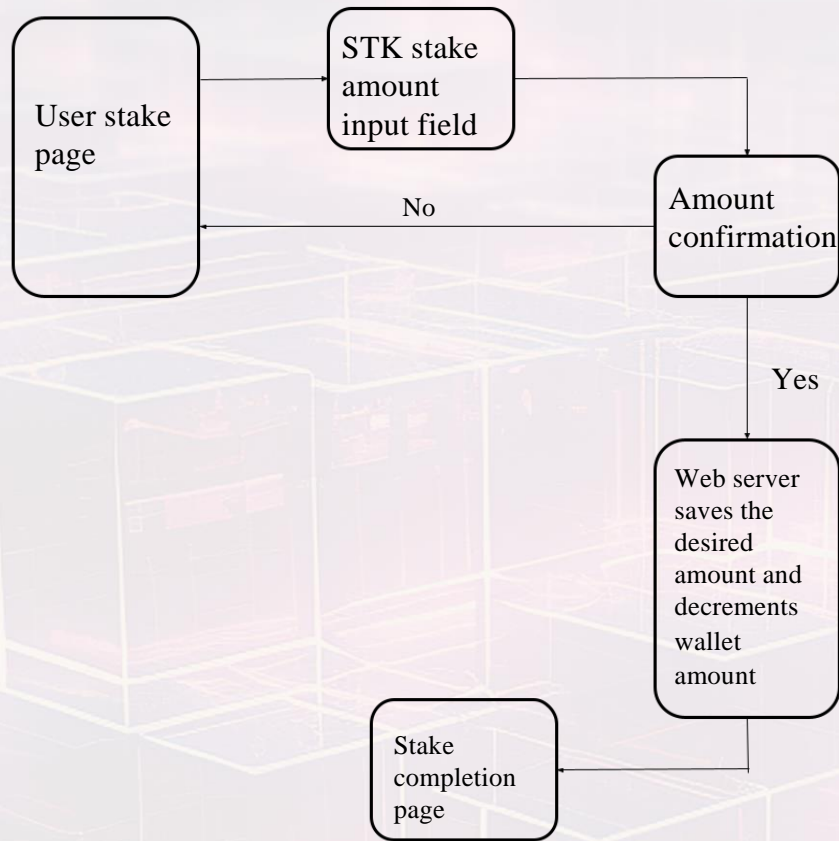 User stake
page
STK stake
amount
input field
Amount
confirmation
No
Yes
Web server
saves the
desired
amount and
decrements
wallet
amount
Stake
completion
page